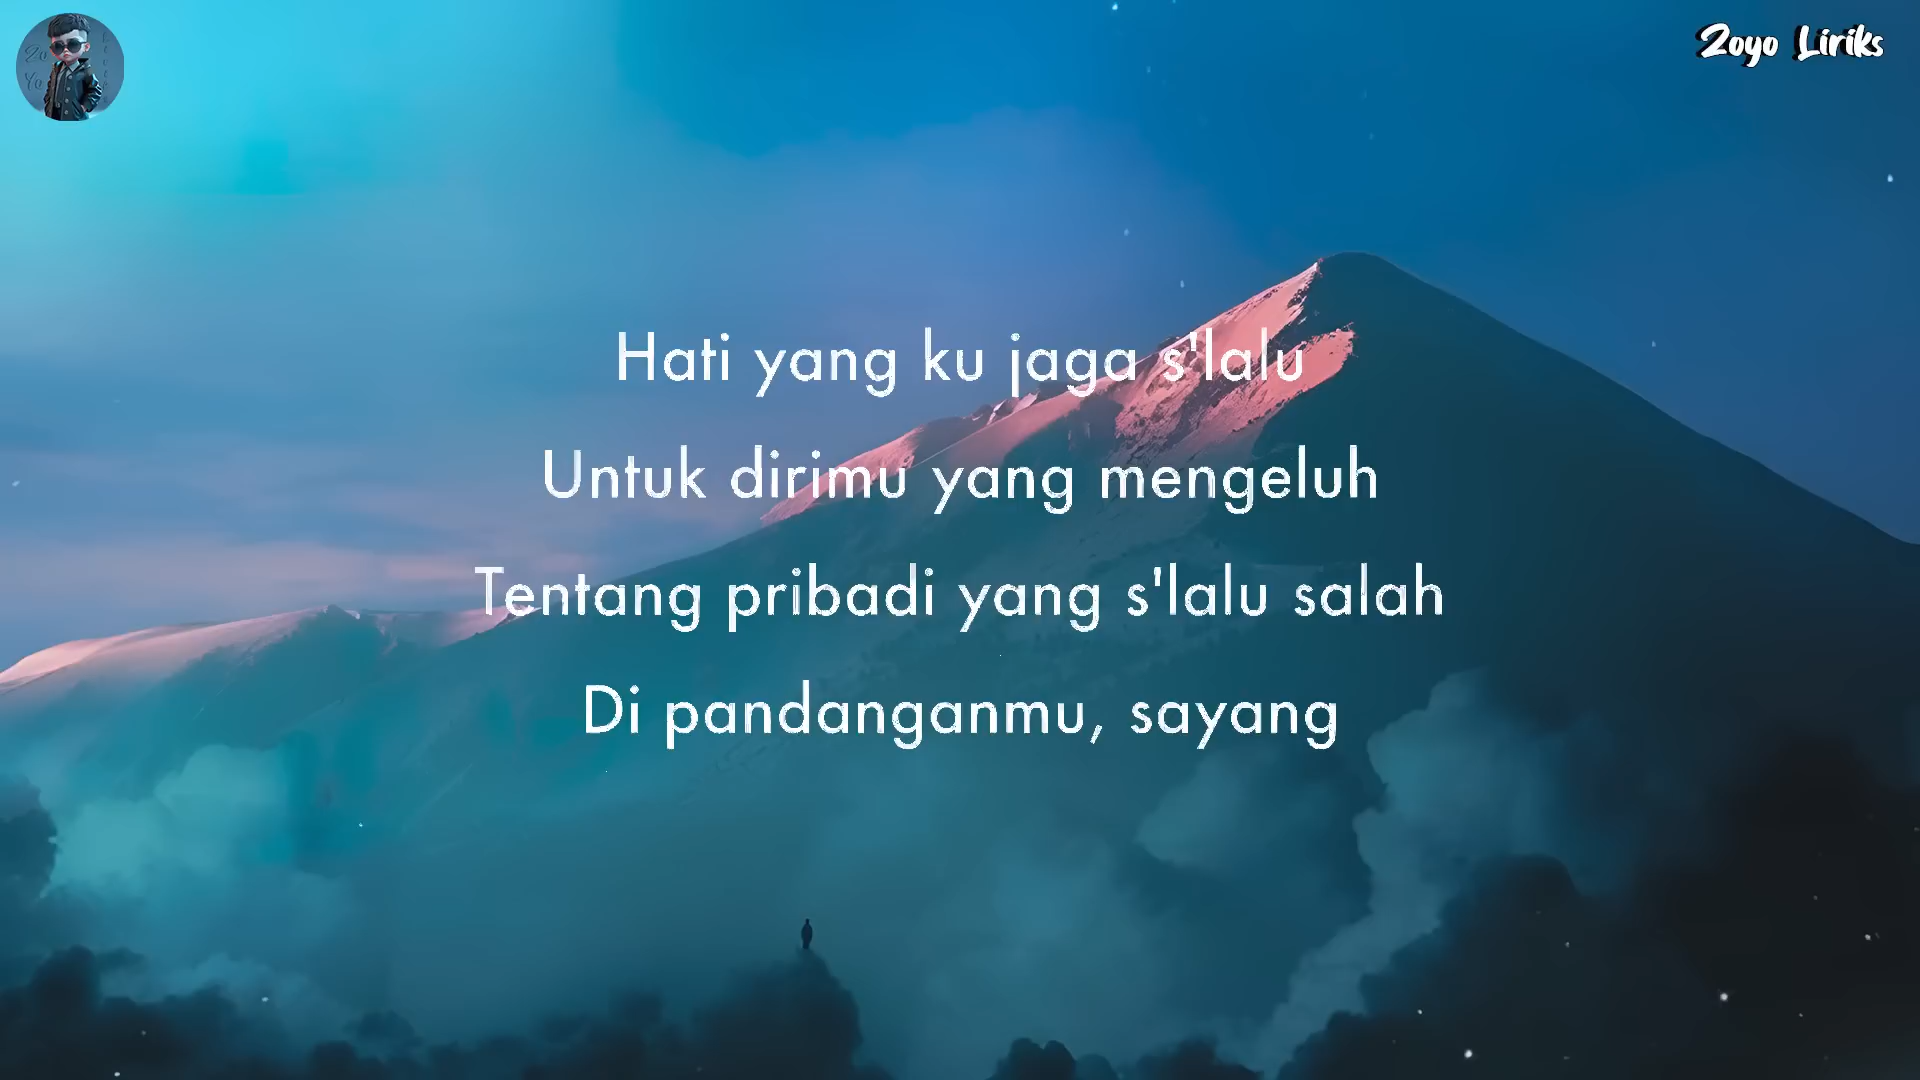 Zoyo Liriks
Hati yang ku jaga s'lalu
Untuk dirimu yang mengeluh
Tentang pribadi yang s'lalu salah
Di pandanganmu, sayang